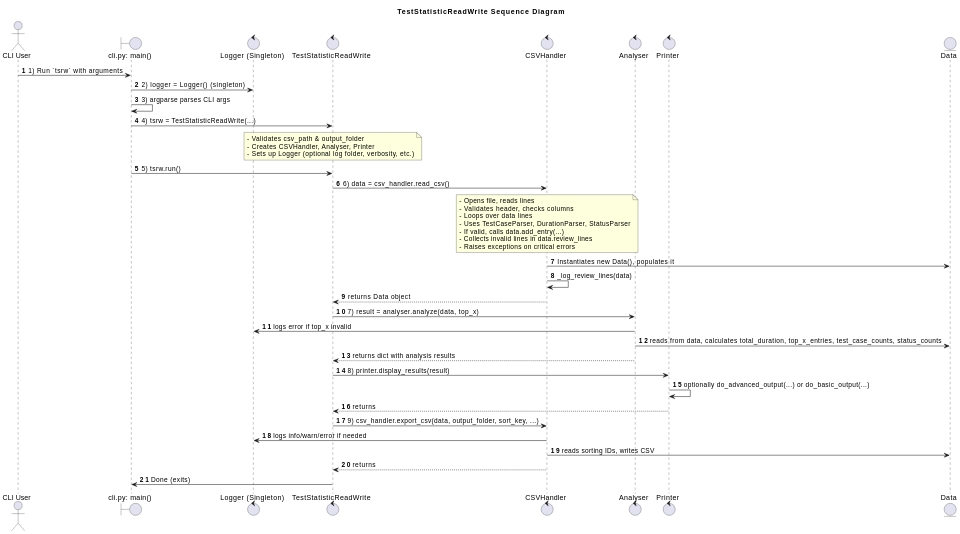 TestStatisticReadWrite Sequence Diagram
CLI User
cli.py: main()
Logger (Singleton)
TestStatisticReadWrite
CSVHandler
Analyser
Printer
Data
1 1) Run `tsrw` with arguments
2 2) logger = Logger() (singleton)
3 3) argparse parses CLI args
4 4) tsrw = TestStatisticReadWrite(...)
- Validates csv_path & output_folder
- Creates CSVHandler, Analyser, Printer
- Sets up Logger (optional log folder, verbosity, etc.)
5 5) tsrw.run()
6 6) data = csv_handler.read_csv()
- Opens file, reads lines
- Validates header, checks columns
- Loops over data lines
- Uses TestCaseParser, DurationParser, StatusParser
- If valid, calls data.add_entry(...)
- Collects invalid lines in data.review_lines
- Raises exceptions on critical errors
7 Instantiates new Data(), populates it
8 _log_review_lines(data)
9 returns Data object
10 7) result = analyser.analyze(data, top_x)
11 logs error if top_x invalid
12 reads from data, calculates total_duration, top_x_entries, test_case_counts, status_counts
13 returns dict with analysis results
14 8) printer.display_results(result)
15 optionally do_advanced_output(...) or do_basic_output(...)
16 returns
17 9) csv_handler.export_csv(data, output_folder, sort_key, ...)
18 logs info/warn/error if needed
19 reads sorting IDs, writes CSV
20 returns
21 Done (exits)
CLI User
cli.py: main()
Logger (Singleton)
TestStatisticReadWrite
CSVHandler
Analyser
Printer
Data